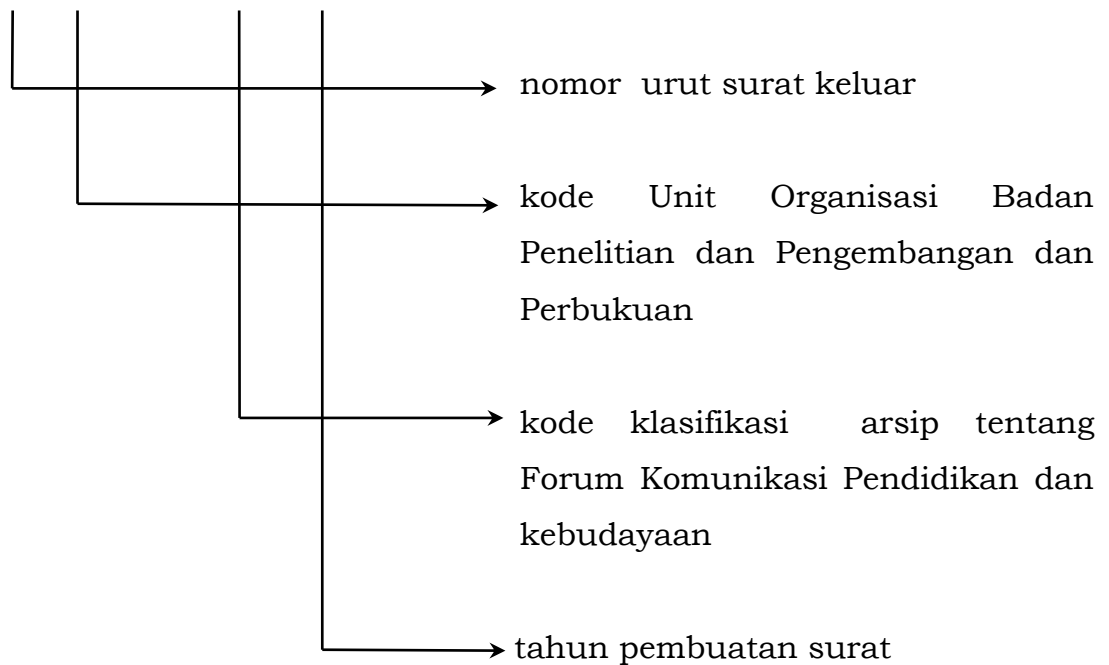 nomor urut surat keluar
kode Unit Organisasi Badan
Penelitian dan Pengembangan dan
Perbukuan
kode klasifikasi arsip tentang
Forum Komunikasi Pendidikan dan
kebudayaan
tahun pembuatan surat